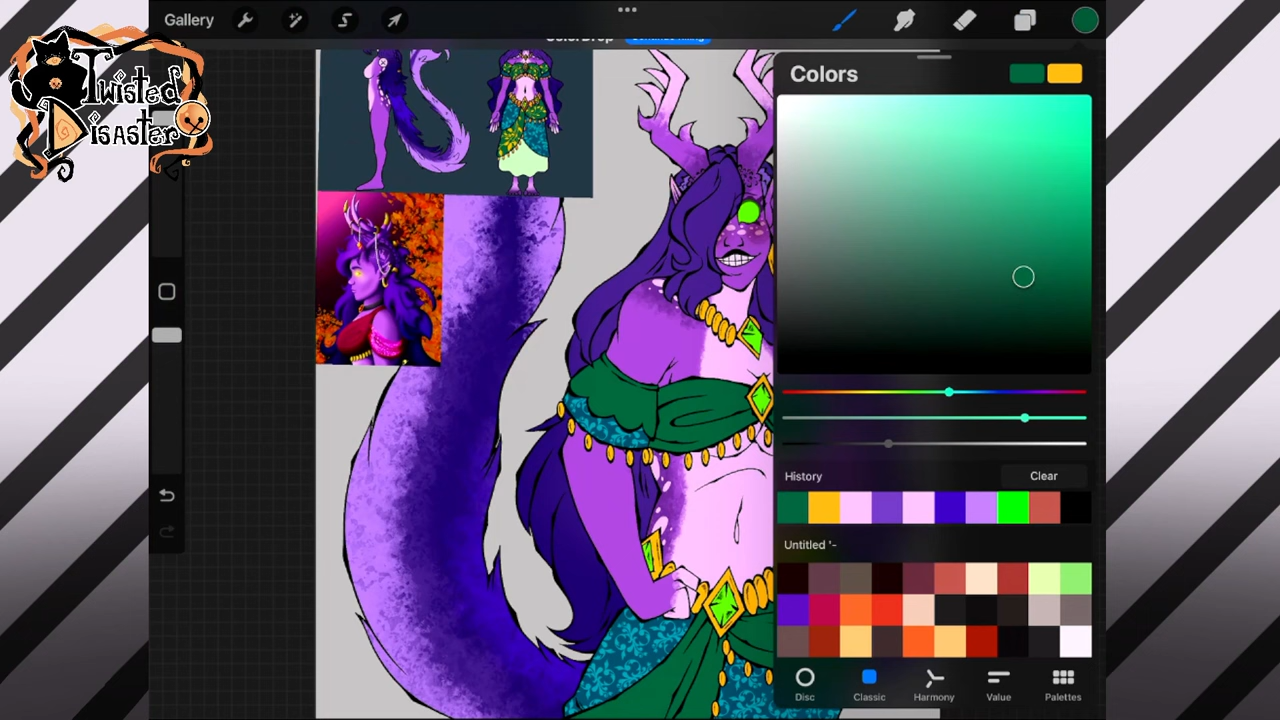 Gallery
Twisted
Disaster
Colors
History
Clear
Untitled '-
Disc
Classic
Harmony
Value
Palettes